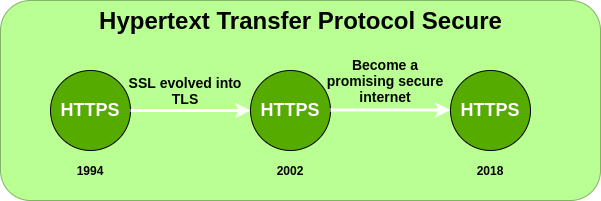 Hypertext Transfer Protocol Secure
SSL evolved into
TLS
Become a
promising secure
internet
HTTPS
HTTPS
HTTPS
1994
2002
2018